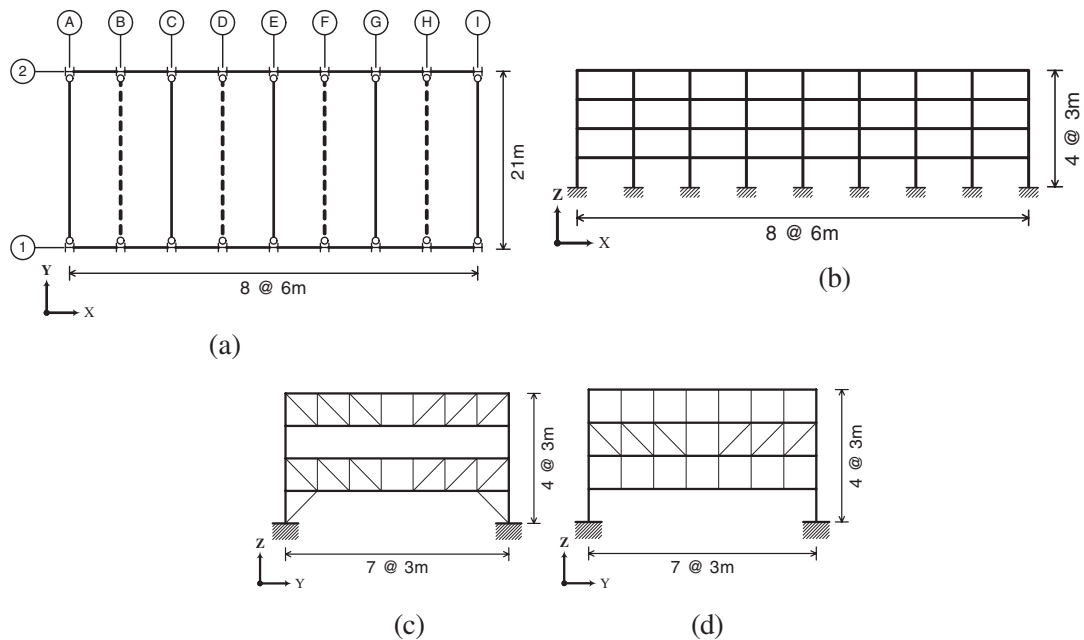 A B C D E F G H I
2
1
21m
8 @ 6m
Y
X
(a)
4 @ 3m
Z
X
8 @ 6m
(b)
4 @ 3m
Z
Y
7 @ 3m
(c)
4 @ 3m
Z
Y
7 @ 3m
(d)